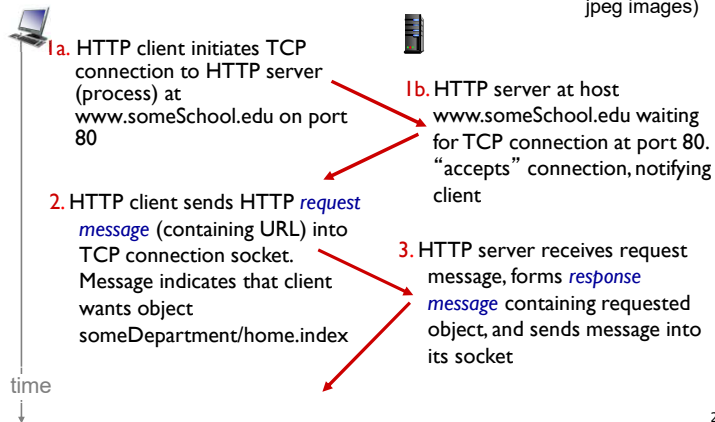 jpeg images)
1a. HTTP client initiates TCP
connection to HTTP server
(process) at
www.someSchool.edu on port
80
1b. HTTP server at host
www.someSchool.edu waiting
for TCP connection at port 80.
“accepts” connection, notifying
client
2. HTTP client sends HTTP request
message (containing URL) into
TCP connection socket.
Message indicates that client
wants object
someDepartment/home.index
3. HTTP server receives request
message, forms response
message containing requested
object, and sends message into
its socket
time
2